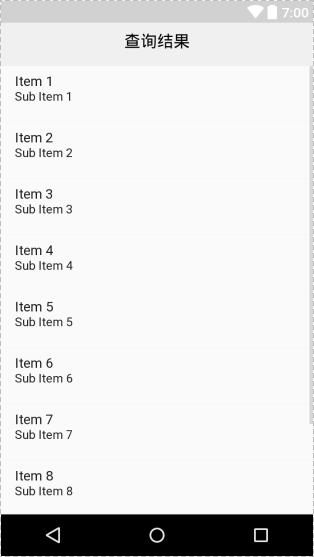 7:00
查询结果
Item 1
Sub Item 1
Item 2
Sub Item 2
Item 3
Sub Item 3
Item 4
Sub Item 4
Item 5
Sub Item 5
Item 6
Sub Item 6
Item 7
Sub Item 7
Item 8
Sub Item 8